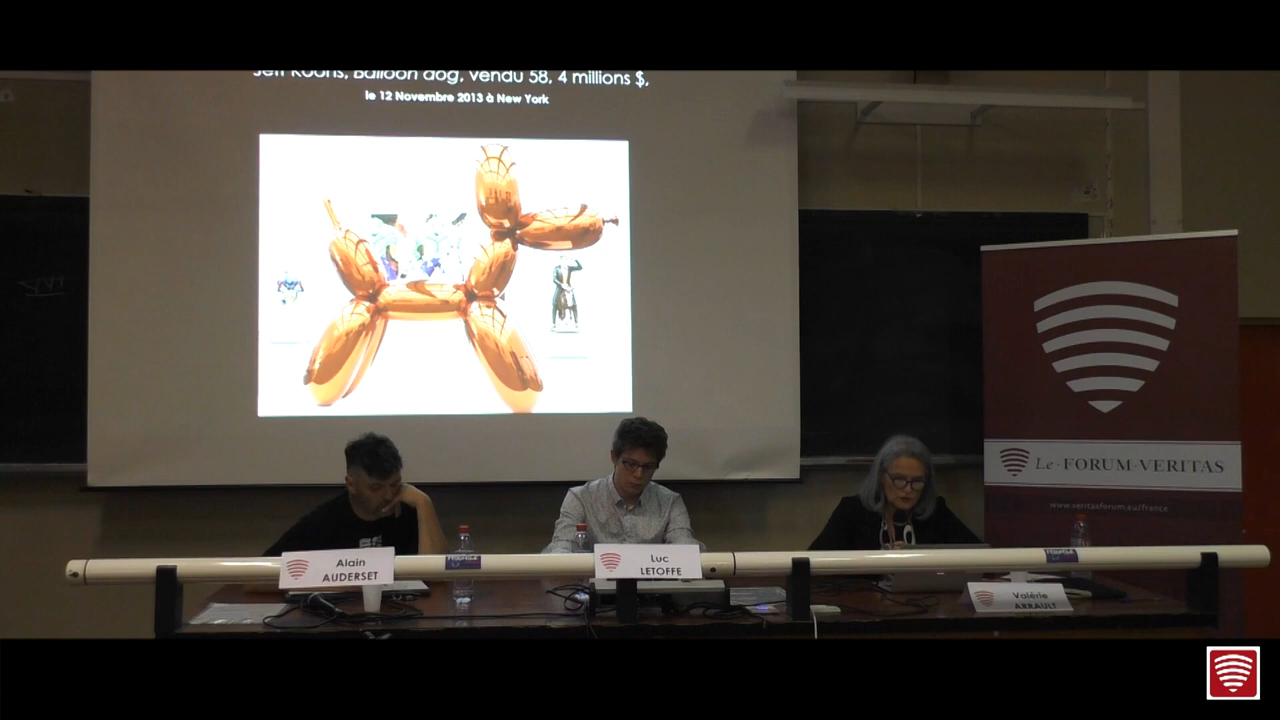 Jeff Koons, Balloon dog, vendu 58, 4 millions $,
le 12 Novembre 2013 à New York
Le·FORUM·VERITAS
www.veritasforum.eu/france
Alain
AUDERSET
Luc
LETOFFE
Valérie
ARRAULT